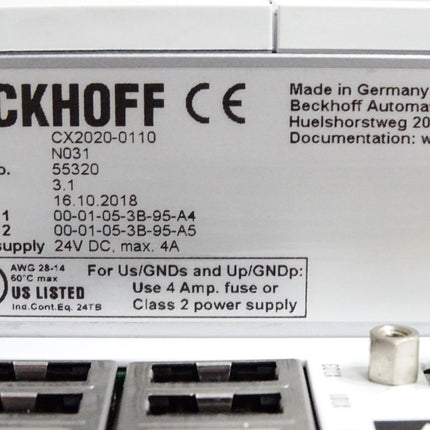 CKHOFF CE
Made in Germany
Beckhoff Automa
Huelshorstweg 20
Documentation: w
CX2020-0110
N031
o. 55320
3.1
16.10.2018
1 00-01-05-3B-95-A4
2 00-01-05-3B-95-A5
supply 24V DC, max. 4A
AWG 28-14
60°C max
US LISTED
Ind.Cont.Eq. 24TB
For Us/GNDs and Up/GNDp:
Use 4 Amp. fuse or
Class 2 power supply